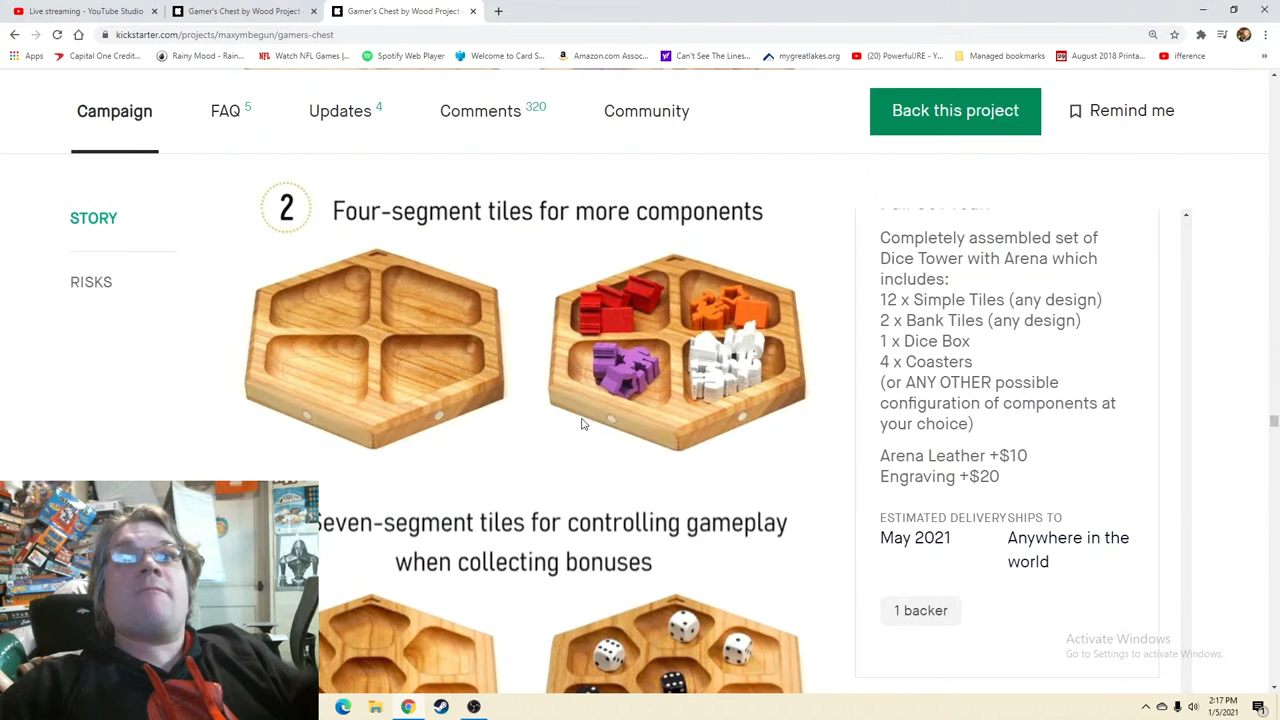 Live streaming - YouTube Studio
Gamer's Chest by Wood Project -
Gamer's Chest by Wood Project -
kickstarter.com/projects/maxymbegun/gamers-chest
Apps
Capital One Credit...
Rainy Mood - Rain...
Watch NFL Games |...
Spotify Web Player
Welcome to Card S...
Amazon.com Assoc...
Can't See The Lines...
mygreatlakes.org
(20) PowerfulJRE - Y...
Managed bookmarks
August 2018 Printa...
ifference
»
Campaign
FAQ 5
Updates 4
Comments 320
Community
Back this project
Remind me
STORY
RISKS
2
Four-segment tiles for more components
Seven-segment tiles for controlling gameplay
when collecting bonuses
Completely assembled set of
Dice Tower with Arena which
includes:
12 x Simple Tiles (any design)
2 x Bank Tiles (any design)
1 x Dice Box
4 x Coasters
(or ANY OTHER possible
configuration of components at
your choice)
Arena Leather +$10
Engraving +$20
ESTIMATED DELIVERY
SHIPS TO
May 2021
Anywhere in the
world
1 backer
Activate Windows
Go to Settings to activate Windows.
2:17 PM
1/5/2021